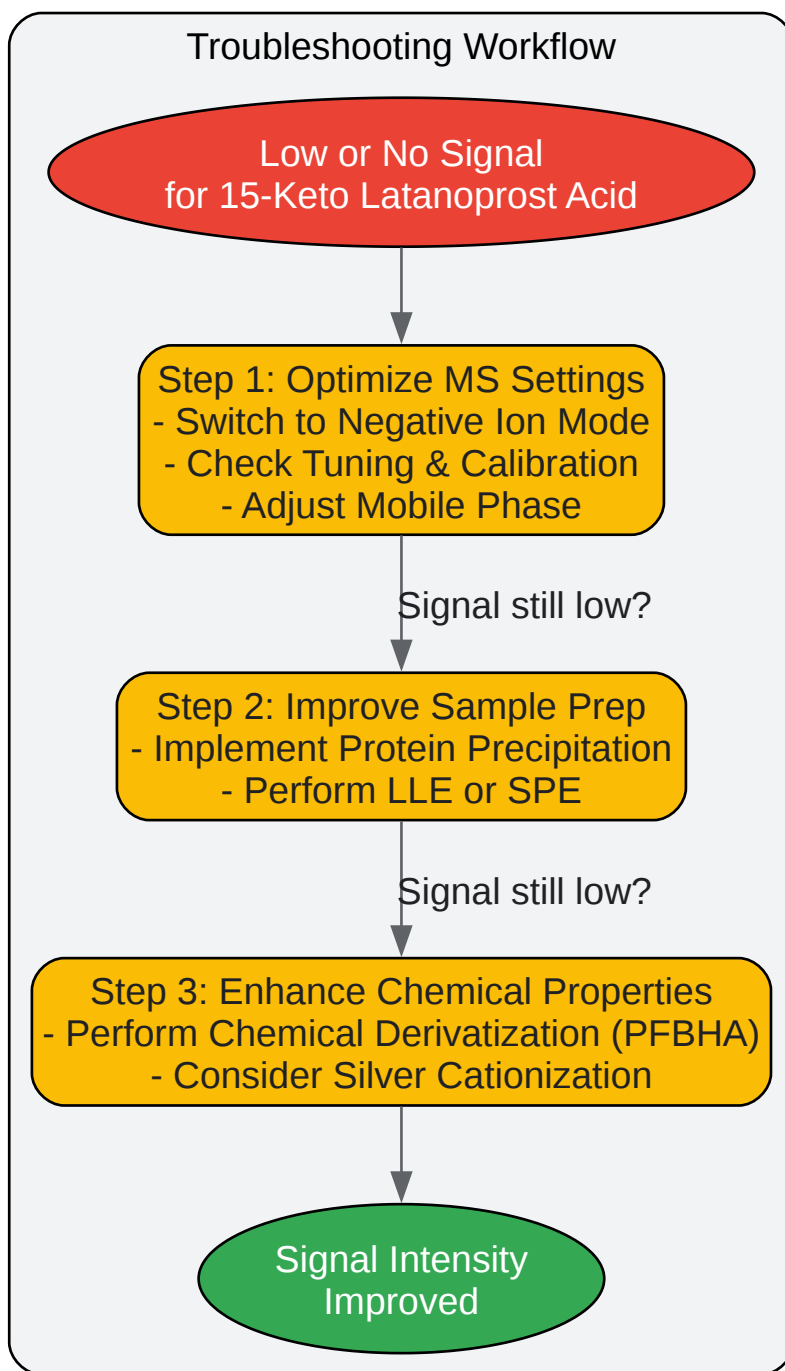 Troubleshooting Workflow
Low or No Signal
for 15-Keto Latanoprost Acid
Step 1: Optimize MS Settings
- Switch to Negative Ion Mode
- Check Tuning & Calibration
- Adjust Mobile Phase
Signal still low?
Step 2: Improve Sample Prep
- Implement Protein Precipitation
- Perform LLE or SPE
Signal still low?
Step 3: Enhance Chemical Properties
- Perform Chemical Derivatization (PFBHA)
- Consider Silver Cationization
Signal Intensity
Improved